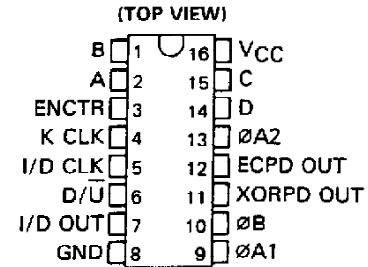 (TOP VIEW)
B 1 16 VCC
A 2 15 C
ENCTR 3 14 D
K CLK 4 13 ØA2
I/D CLK 5 12 ECPD OUT
D/U̅ 6 11 XORPD OUT
I/D OUT 7 10 ØB
GND 8 9 ØA1